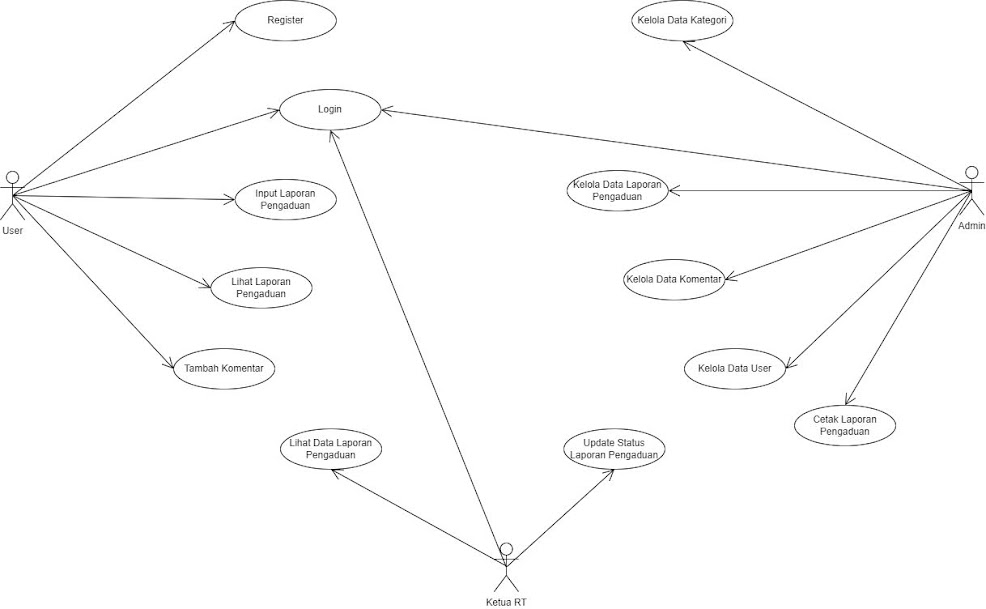 Register
Kelola Data Kategori
Login
Input Laporan
Pengaduan
Kelola Data Laporan
Pengaduan
User
Admin
Lihat Laporan
Pengaduan
Kelola Data Komentar
Tambah Komentar
Kelola Data User
Cetak Laporan
Pengaduan
Lihat Data Laporan
Pengaduan
Update Status
Laporan Pengaduan
Ketua RT